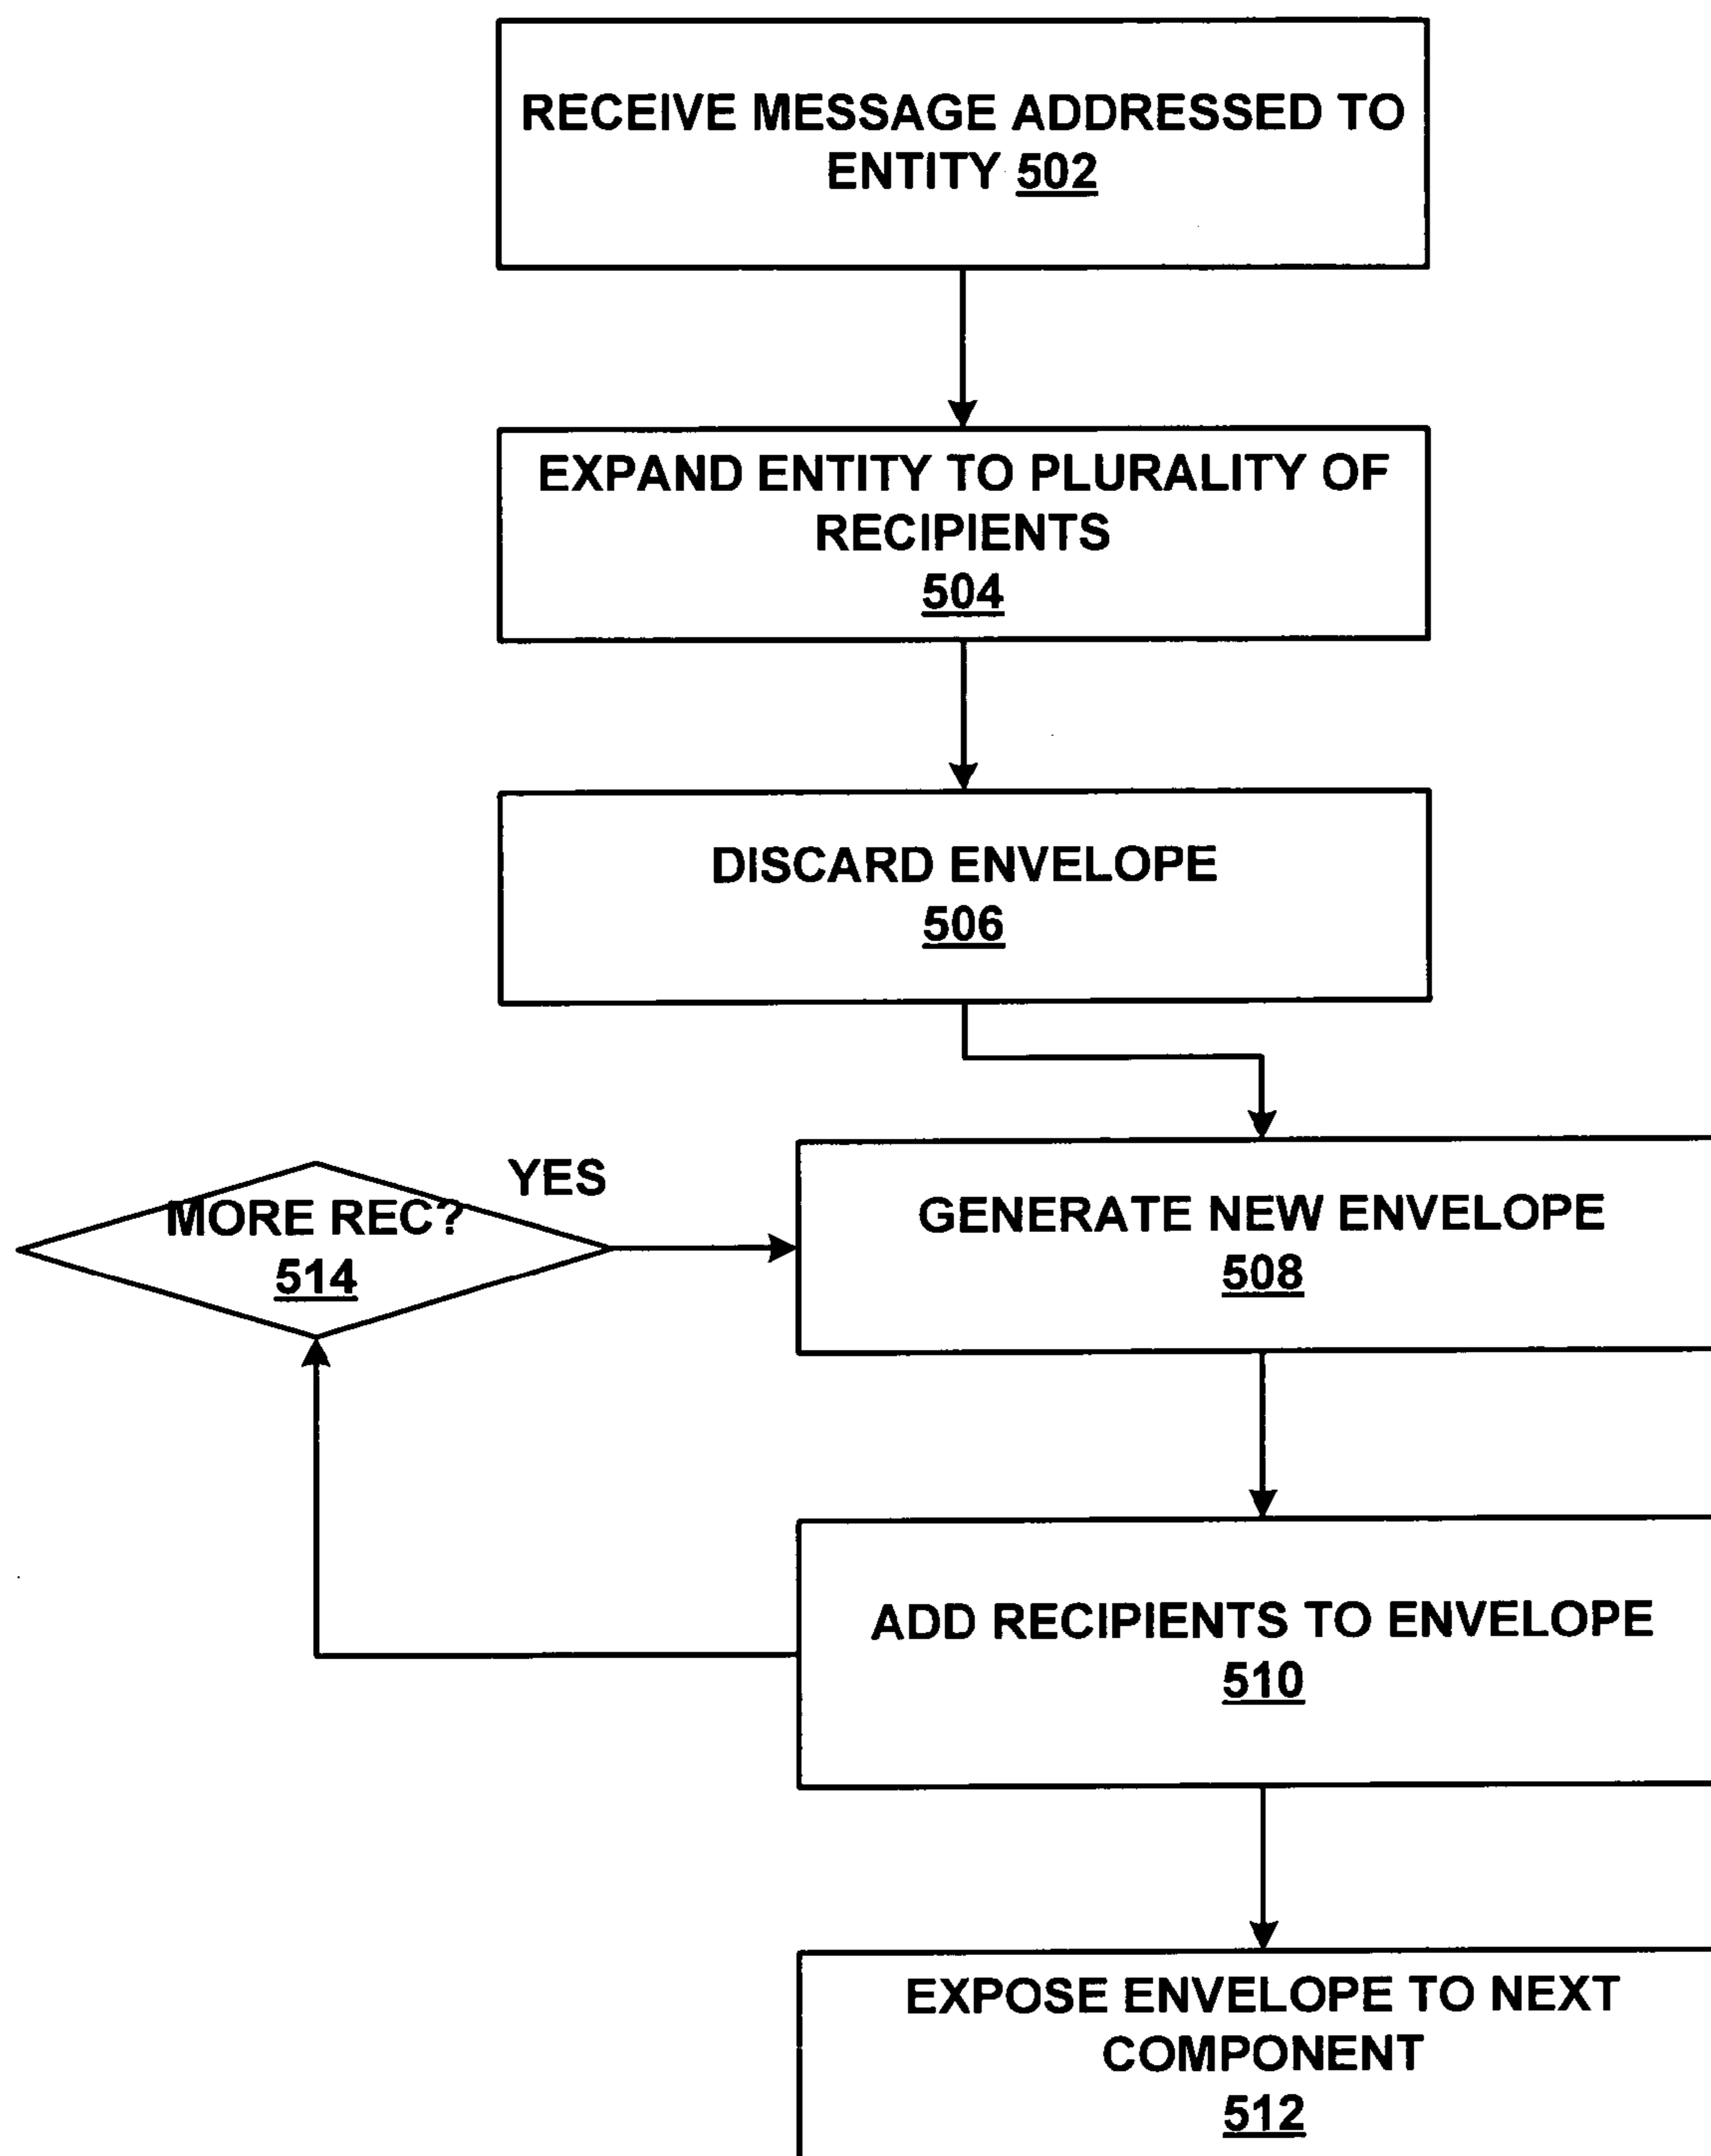 RECEIVE MESSAGE ADDRESSED TO
ENTITY 502
EXPAND ENTITY TO PLURALITY OF
RECIPIENTS
504
DISCARD ENVELOPE
506
YES
MORE REC?
514
GENERATE NEW ENVELOPE
508
ADD RECIPIENTS TO ENVELOPE
510
EXPOSE ENVELOPE TO NEXT
COMPONENT
512